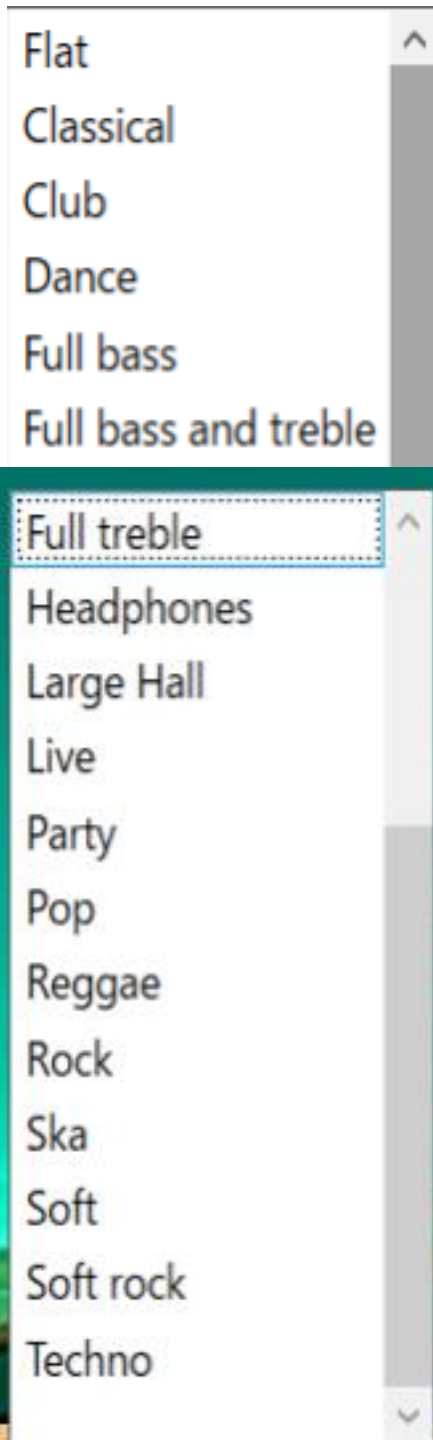 Flat
Classical
Club
Dance
Full bass
Full bass and treble
Full treble
Headphones
Large Hall
Live
Party
Pop
Reggae
Rock
Ska
Soft
Soft rock
Techno